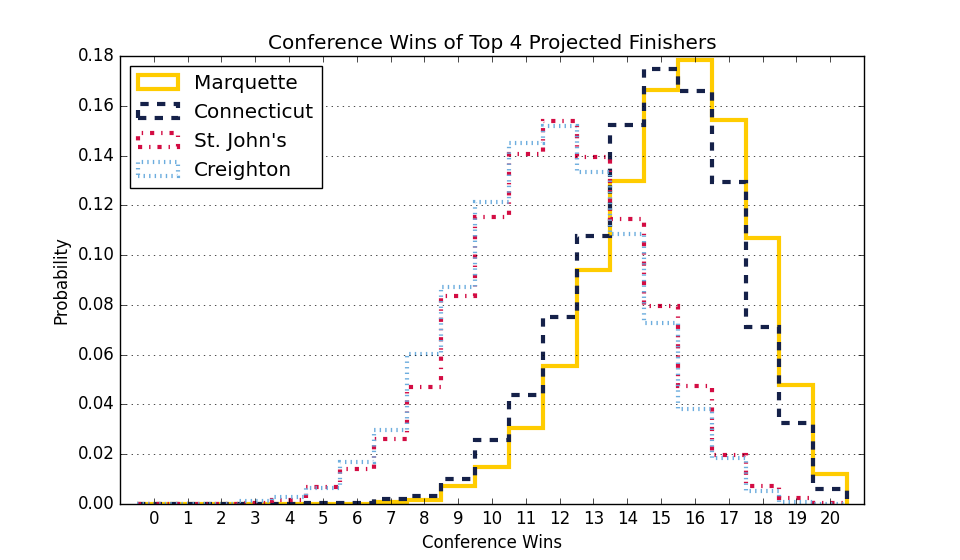 Conference Wins of Top 4 Projected Finishers
0.18
0.16
0.14
0.12
0.10
0.08
0.06
0.04
0.02
0.00
Probability
Marquette
Connecticut
St. John's
Creighton
0 1 2 3 4 5 6 7 8 9 10 11 12 13 14 15 16 17 18 19 20
Conference Wins